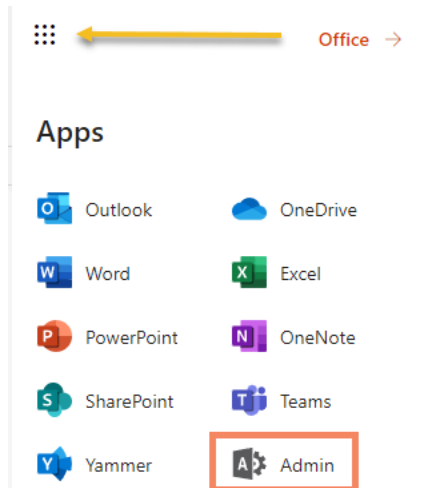 Office →
Apps
Outlook OneDrive
Word Excel
PowerPoint OneNote
SharePoint Teams
Yammer Admin